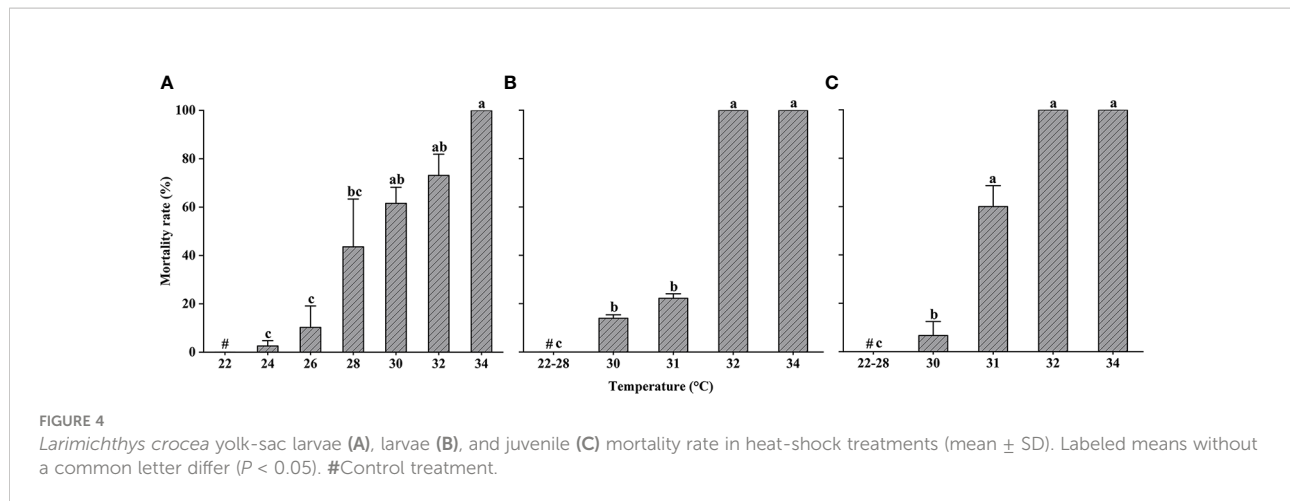 A
B
C
Mortality rate (%)
100
80
60
40
20
0
# c c bc ab ab a
22 24 26 28 30 32 34
# c b b a a
22-28 30 31 32 34
# c b a a a
22-28 30 31 32 34
Temperature (°C)
FIGURE 4
Larimichthys crocea yolk-sac larvae (A), larvae (B), and juvenile (C) mortality rate in heat-shock treatments (mean ± SD). Labeled means without
a common letter differ (P < 0.05). #Control treatment.